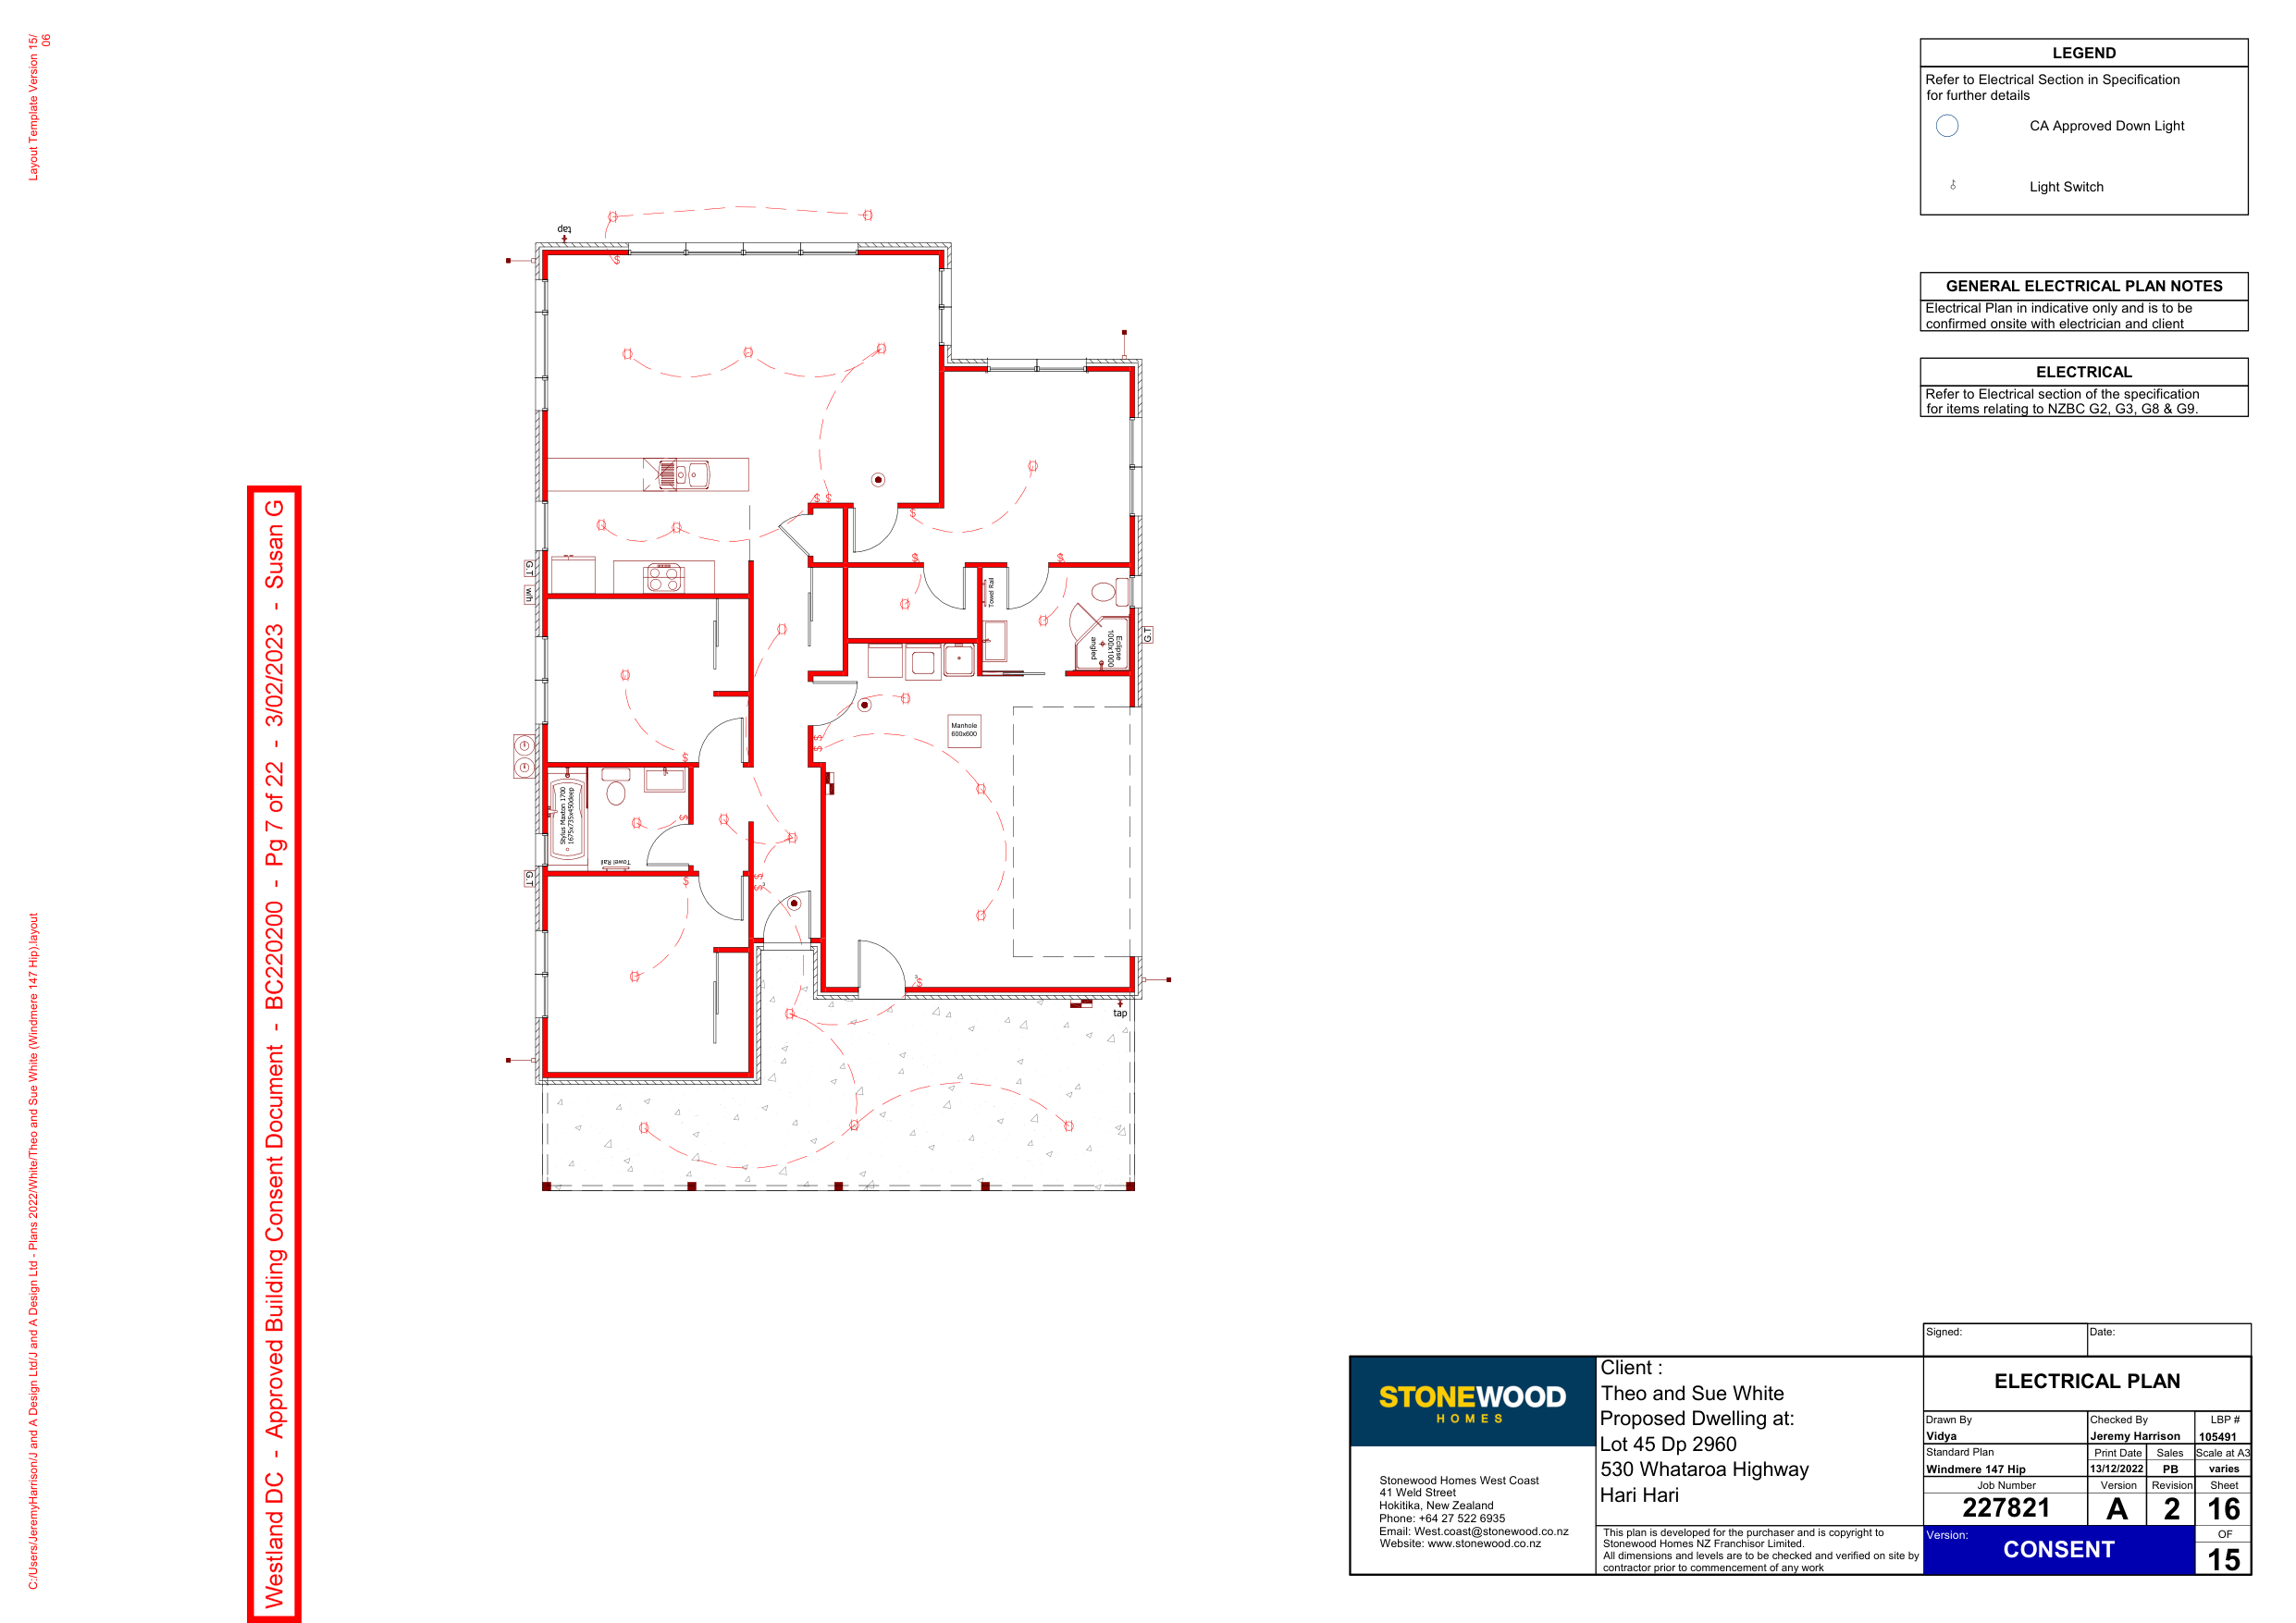 Layout Template Version 15/
06
C:/Users/JeremyHarrison/J and A Design Ltd/J and A Design Ltd - Plans 2022/White/Theo and Sue White (Windmere 147 Hip).layout
Westland DC - Approved Building Consent Document - BC220200 - Pg 7 of 22 - 3/02/2023 - Susan G
tap
G.T
w/h
Towel Rail
Eclipse
1000x1000
angled
G.T
Manhole
600x600
Stylus Maxton 1700
1675x735x450deep
Towel Rail
G.T
tap
LEGEND
Refer to Electrical Section in Specification
for further details
CA Approved Down Light
Light Switch
GENERAL ELECTRICAL PLAN NOTES
Electrical Plan in indicative only and is to be
confirmed onsite with electrician and client
ELECTRICAL
Refer to Electrical section of the specification
for items relating to NZBC G2, G3, G8 & G9.
STONEWOOD
HOMES
Stonewood Homes West Coast
41 Weld Street
Hokitika, New Zealand
Phone: +64 27 522 6935
Email: West.coast@stonewood.co.nz
Website: www.stonewood.co.nz
Client :
Theo and Sue White
Proposed Dwelling at:
Lot 45 Dp 2960
530 Whataroa Highway
Hari Hari
This plan is developed for the purchaser and is copyright to
Stonewood Homes NZ Franchisor Limited.
All dimensions and levels are to be checked and verified on site by
contractor prior to commencement of any work
Signed: Date:
ELECTRICAL PLAN
Drawn By Checked By LBP #
Vidya Jeremy Harrison 105491
Standard Plan Print Date Sales Scale at A3
Windmere 147 Hip 13/12/2022 PB varies
Job Number Version Revision Sheet
227821 A 2 16
Version: OF
CONSENT 15